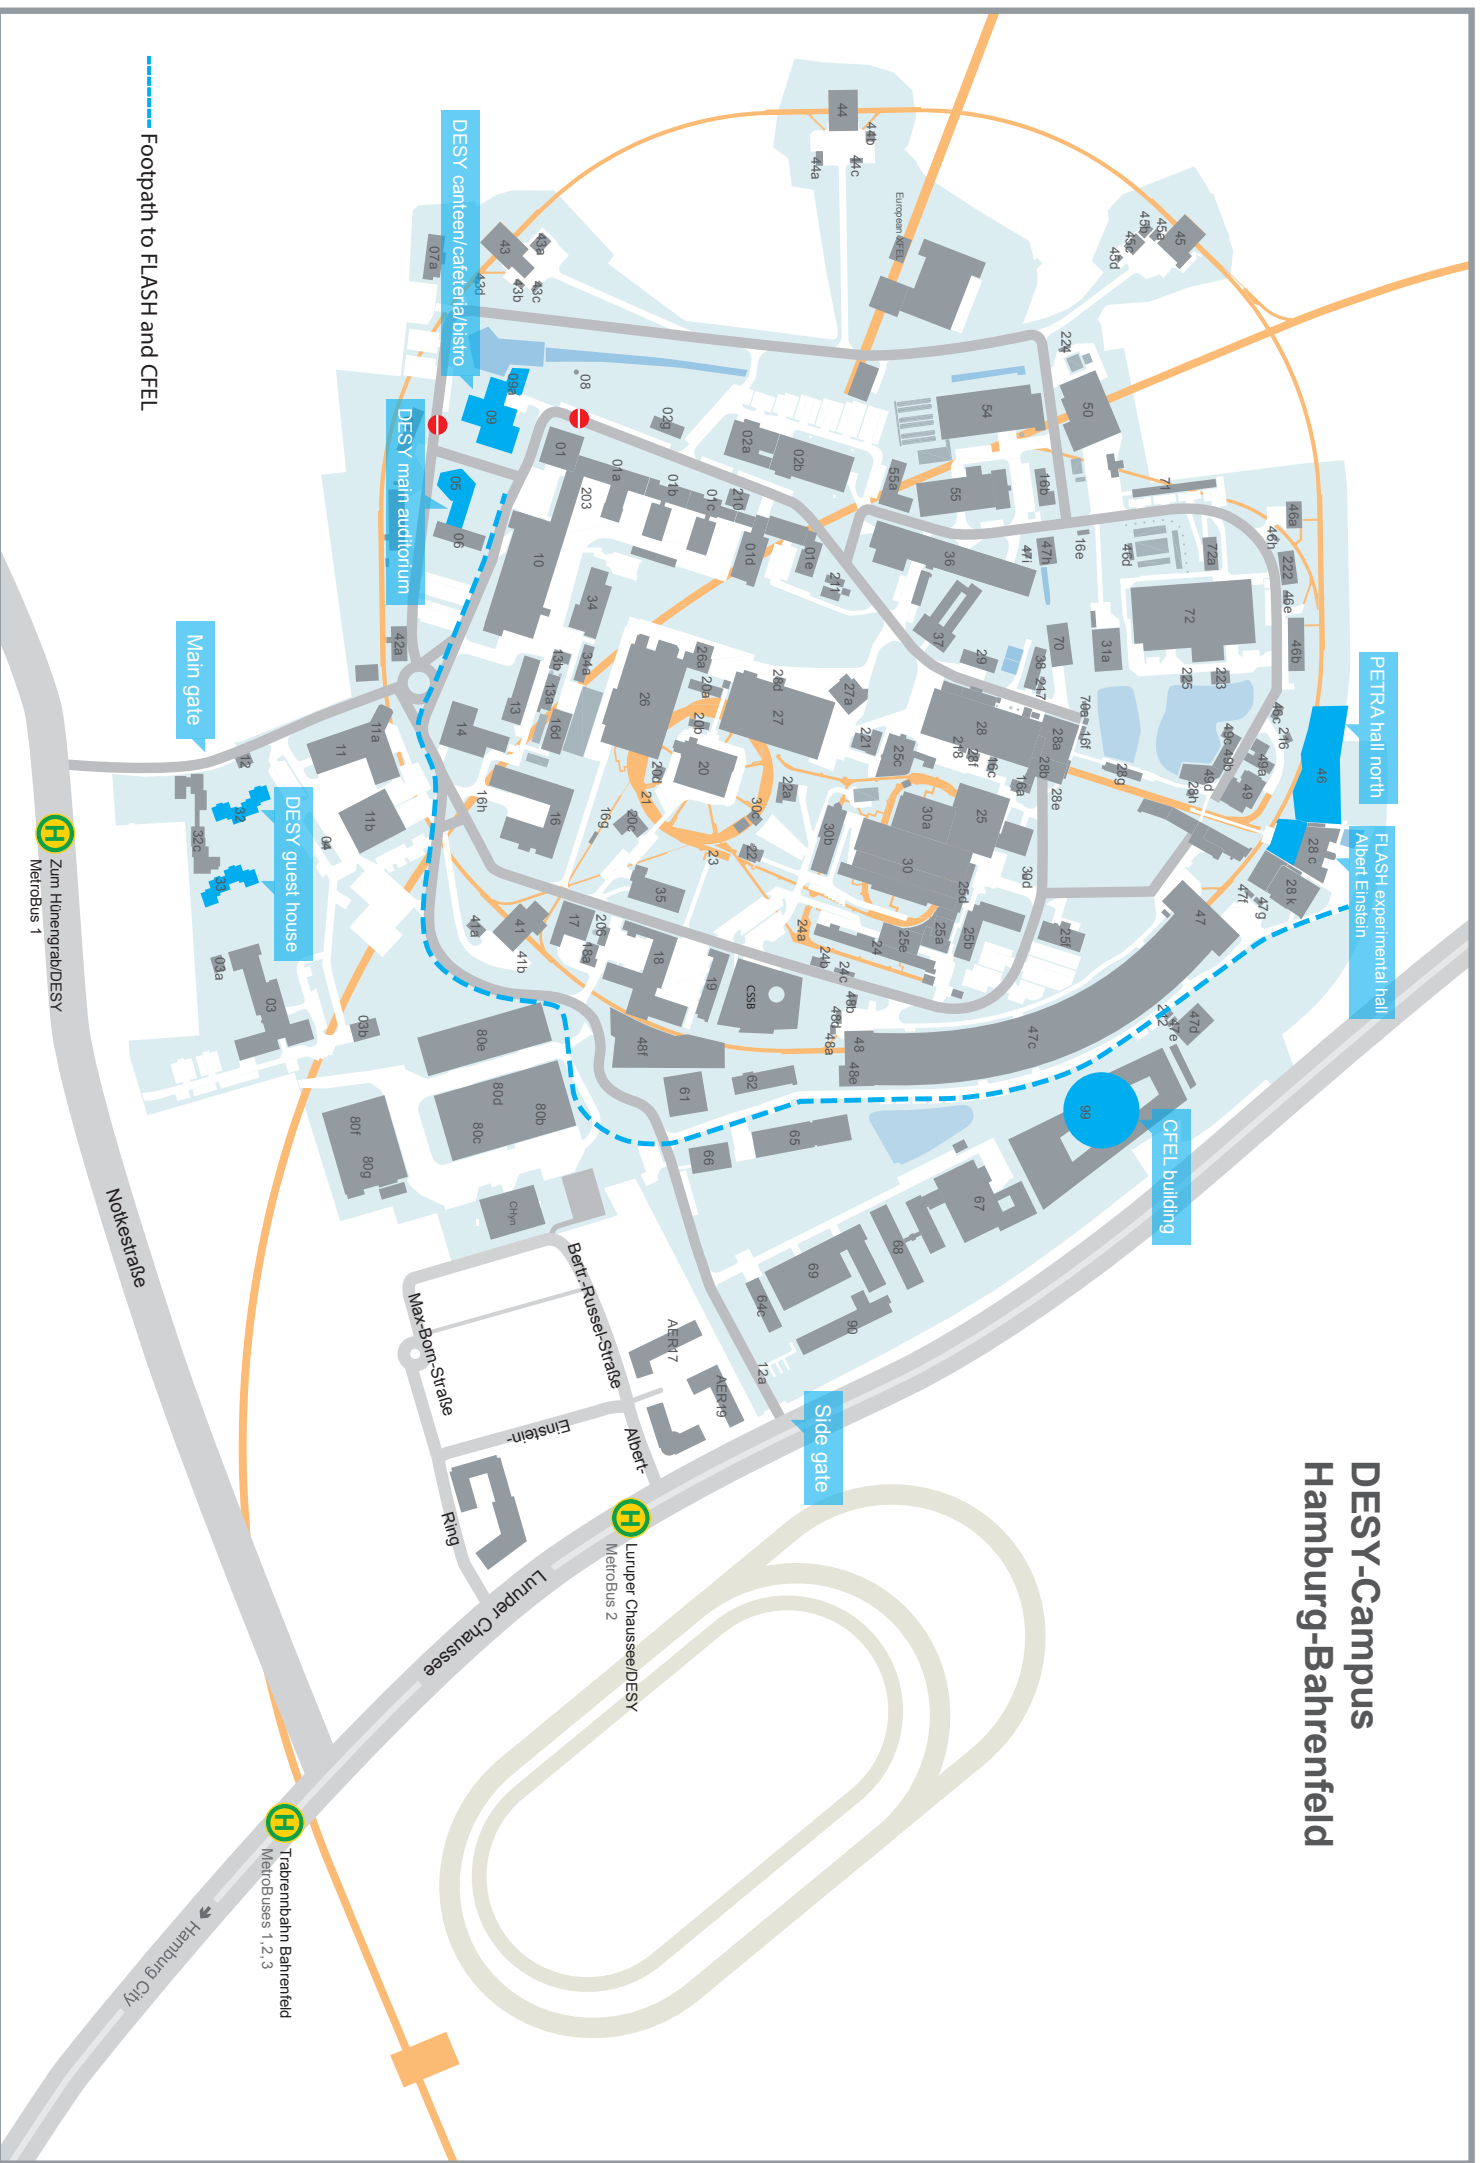 DESY-Campus
Hamburg-Bahrenfeld
PETRA hall north
FLASH experimental hall
Albert Einstein
CFEL building
Side gate
DESY canteen/cafeteria/bistro
DESY main auditorium
Main gate
DESY guest house
Footpath to FLASH and CFEL
Zum Hünengrab/DESY
MetroBus 1
Luruper Chaussee/DESY
MetroBus 2
Trabrennbahn Bahrenfeld
MetroBuses 1,2,3
Hamburg City
Notkestraße
Luruper Chaussee
Max-Born-Straße
Bertr.-Russel-Straße
Albert-
Einstein-
Ring
European XFEL
CSSB
CHyn
AER17
AER19
H
H
H
44
44b
44c
44a
45
45a
45b
45c
45d
43
43a
43b
43c
43d
07a
09a
09
08
05
06
01
01a
01b
01c
01d
01e
203
210
211
02g
02a
02b
10
34
34a
13
13a
13b
14
16d
16
16h
16g
11
11a
11b
12
42a
32
32c
33
04
03
03a
03b
54
50
224
55
55a
16b
71
46a
46h
222
46e
46b
72a
46d
72
16e
47h
47i
36
37
29
38
217
70
31a
225
223
46c
216
46
49c
49b
49a
49
49d
28h
28g
70a
16f
28
28a
28b
28e
28f
218
16c
16a
26
26a
20a
20b
20
20d
20c
21
27
28d
27a
221
25c
22a
22
23
30c
30b
30a
30
30d
25
25d
25a
25b
25e
25f
24
24a
24b
24c
28c
28k
47f
47g
47
47c
47d
47e
212
48
48a
48b
48d
48e
48f
35
41
41a
41b
17
206
18a
18
19
61
62
65
66
67
68
69
64c
90
99
12a
80e
80d
80b
80c
80f
80g